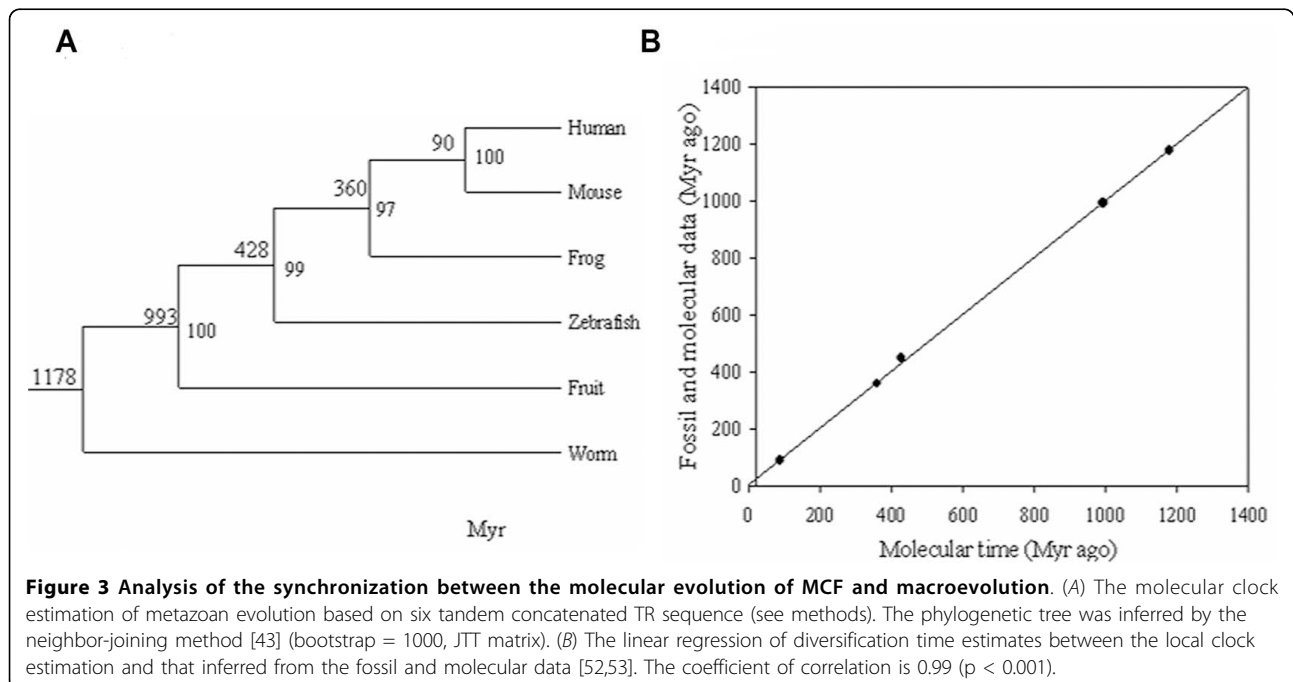 A
B
Human
90
100
Mouse
360
97
Frog
428
99
Zebrafish
993
100
Fruit
1178
Worm
Myr
Fossil and molecular data (Myr ago)
1400
1200
1000
800
600
400
200
0
0 200 400 600 800 1000 1200 1400
Molecular time (Myr ago)
Figure 3 Analysis of the synchronization between the molecular evolution of MCF and macroevolution. (A) The molecular clock
estimation of metazoan evolution based on six tandem concatenated TR sequence (see methods). The phylogenetic tree was inferred by the
neighbor-joining method [43] (bootstrap = 1000, JTT matrix). (B) The linear regression of diversification time estimates between the local clock
estimation and that inferred from the fossil and molecular data [52,53]. The coefficient of correlation is 0.99 (p < 0.001).